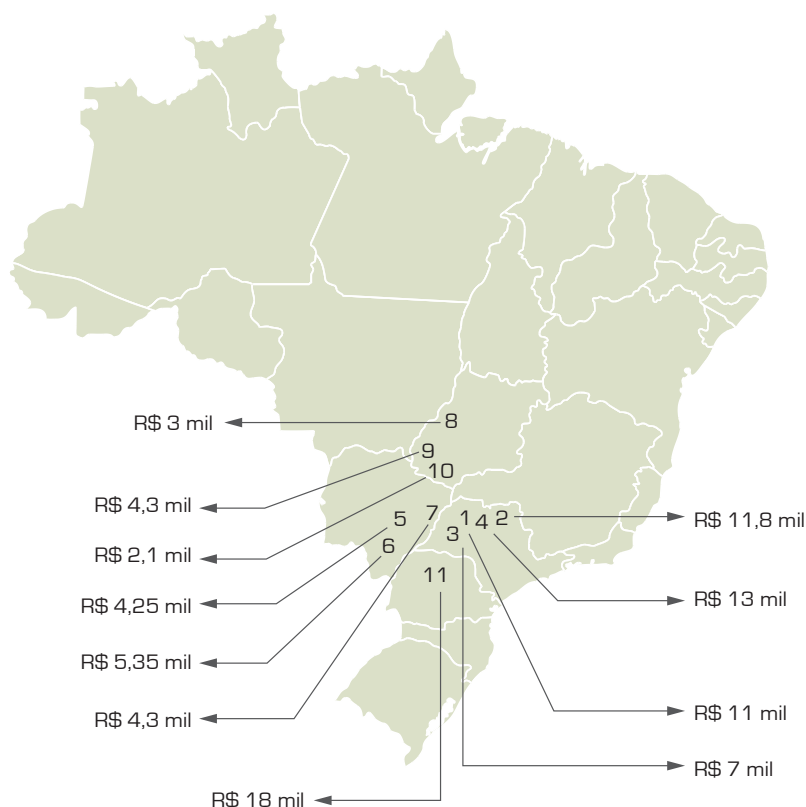 8
R$ 3 mil
9
10
R$ 4,3 mil
7
1
2
5
4
R$ 11,8 mil
3
6
R$ 2,1 mil
11
R$ 13 mil
R$ 4,25 mil
R$ 5,35 mil
R$ 11 mil
R$ 4,3 mil
R$ 7 mil
R$ 18 mil